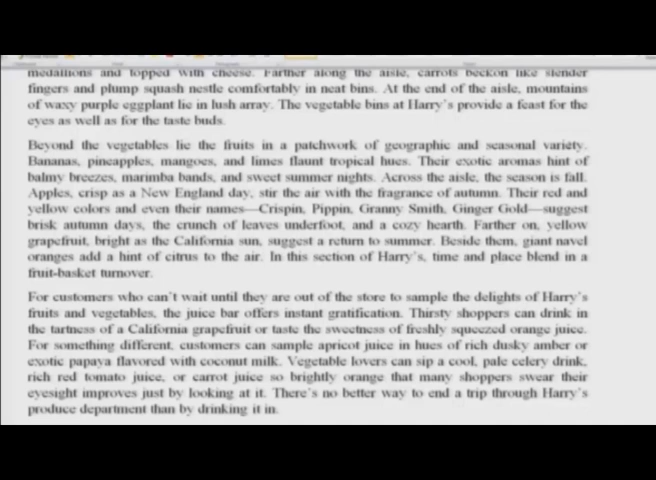 medallions and topped with cheese. Farther along the aisle, carrots beckon like slender
fingers and plump squash nestle comfortably in neat bins. At the end of the aisle, mountains
of waxy purple eggplant lie in lush array. The vegetable bins at Harry's provide a feast for the
eyes as well as for the taste buds.
Beyond the vegetables lie the fruits in a patchwork of geographic and seasonal variety.
Bananas, pineapples, mangoes, and limes flaunt tropical hues. Their exotic aromas hint of
balmy breezes, marimba bands, and sweet summer nights. Across the aisle, the season is fall.
Apples, crisp as a New England day, stir the air with the fragrance of autumn. Their red and
yellow colors and even their names—Crispin, Pippin, Granny Smith, Ginger Gold—suggest
brisk autumn days, the crunch of leaves underfoot, and a cozy hearth. Farther on, yellow
grapefruit, bright as the California sun, suggest a return to summer. Beside them, giant navel
oranges add a hint of citrus to the air. In this section of Harry's, time and place blend in a
fruit-basket turnover.
For customers who can't wait until they are out of the store to sample the delights of Harry's
fruits and vegetables, the juice bar offers instant gratification. Thirsty shoppers can drink in
the tartness of a California grapefruit or taste the sweetness of freshly squeezed orange juice.
For something different, customers can sample apricot juice in hues of rich dusky amber or
exotic papaya flavored with coconut milk. Vegetable lovers can sip a cool, pale celery drink,
rich red tomato juice, or carrot juice so brightly orange that many shoppers swear their
eyesight improves just by looking at it. There's no better way to end a trip through Harry's
produce department than by drinking it in.